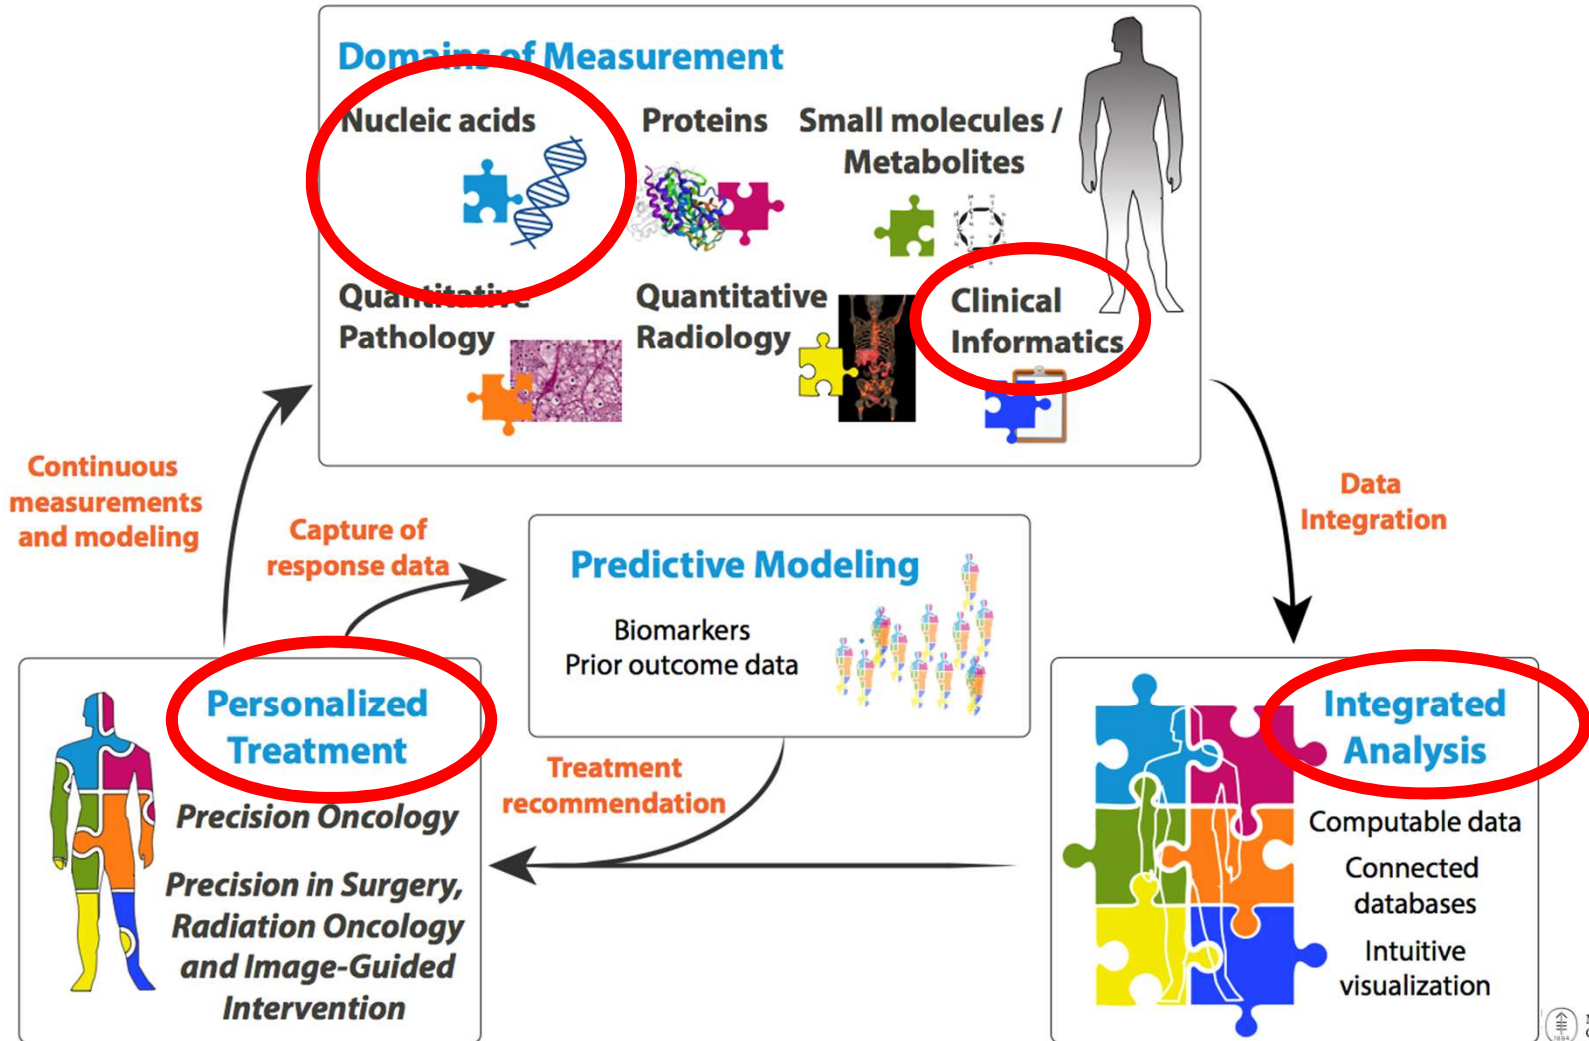 Domains of Measurement
Nucleic acids
Proteins
Small molecules /
Metabolites
Quantitative
Pathology
Quantitative
Radiology
Clinical
Informatics
Continuous
measurements
and modeling
Capture of
response data
Data
Integration
Predictive Modeling
Biomarkers
Prior outcome data
Treatment
recommendation
Personalized
Treatment
Precision Oncology
Precision in Surgery,
Radiation Oncology
and Image-Guided
Intervention
Integrated
Analysis
Computable data
Connected
databases
Intuitive
visualization